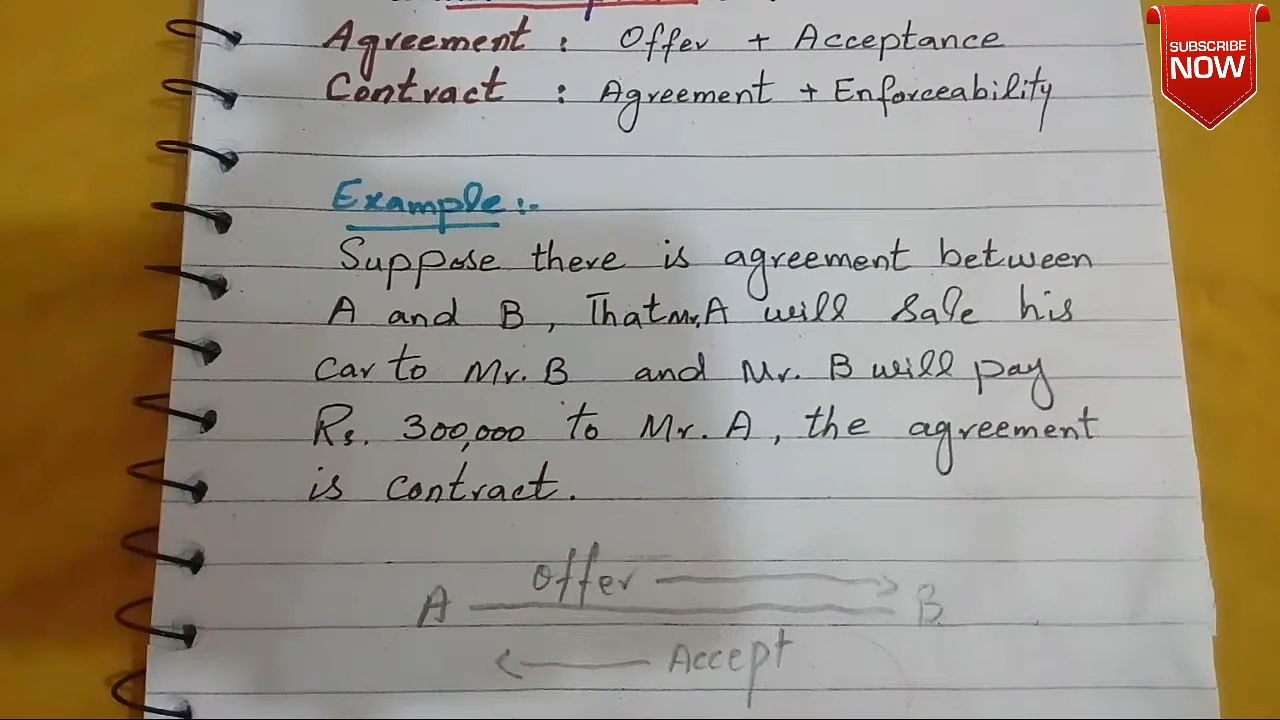 Agreement : Offer + Acceptance
Contract : Agreement + Enforceability
Example :-
Suppose there is agreement between
A and B, That Mr, A will sale his
car to Mr. B and Mr. B will pay
Rs. 300,000 to Mr. A, the agreement
is contract.
Offer
A B
Accept
SUBSCRIBE
NOW